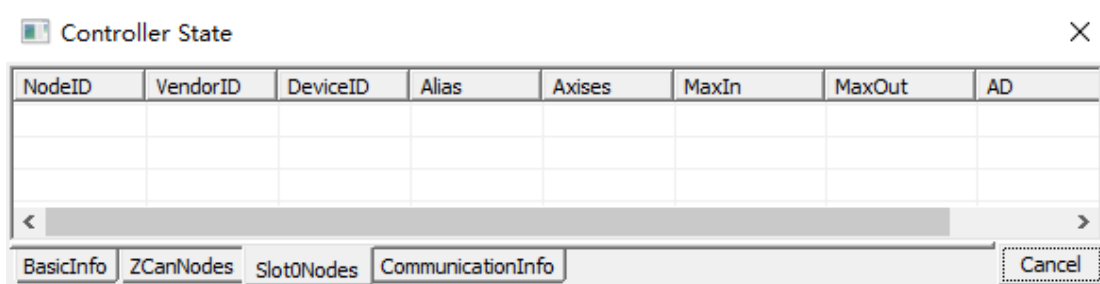 Controller State
NodeID VendorID DeviceID Alias Axises MaxIn MaxOut AD
BasicInfo ZCanNodes Slot0Nodes CommunicationInfo Cancel